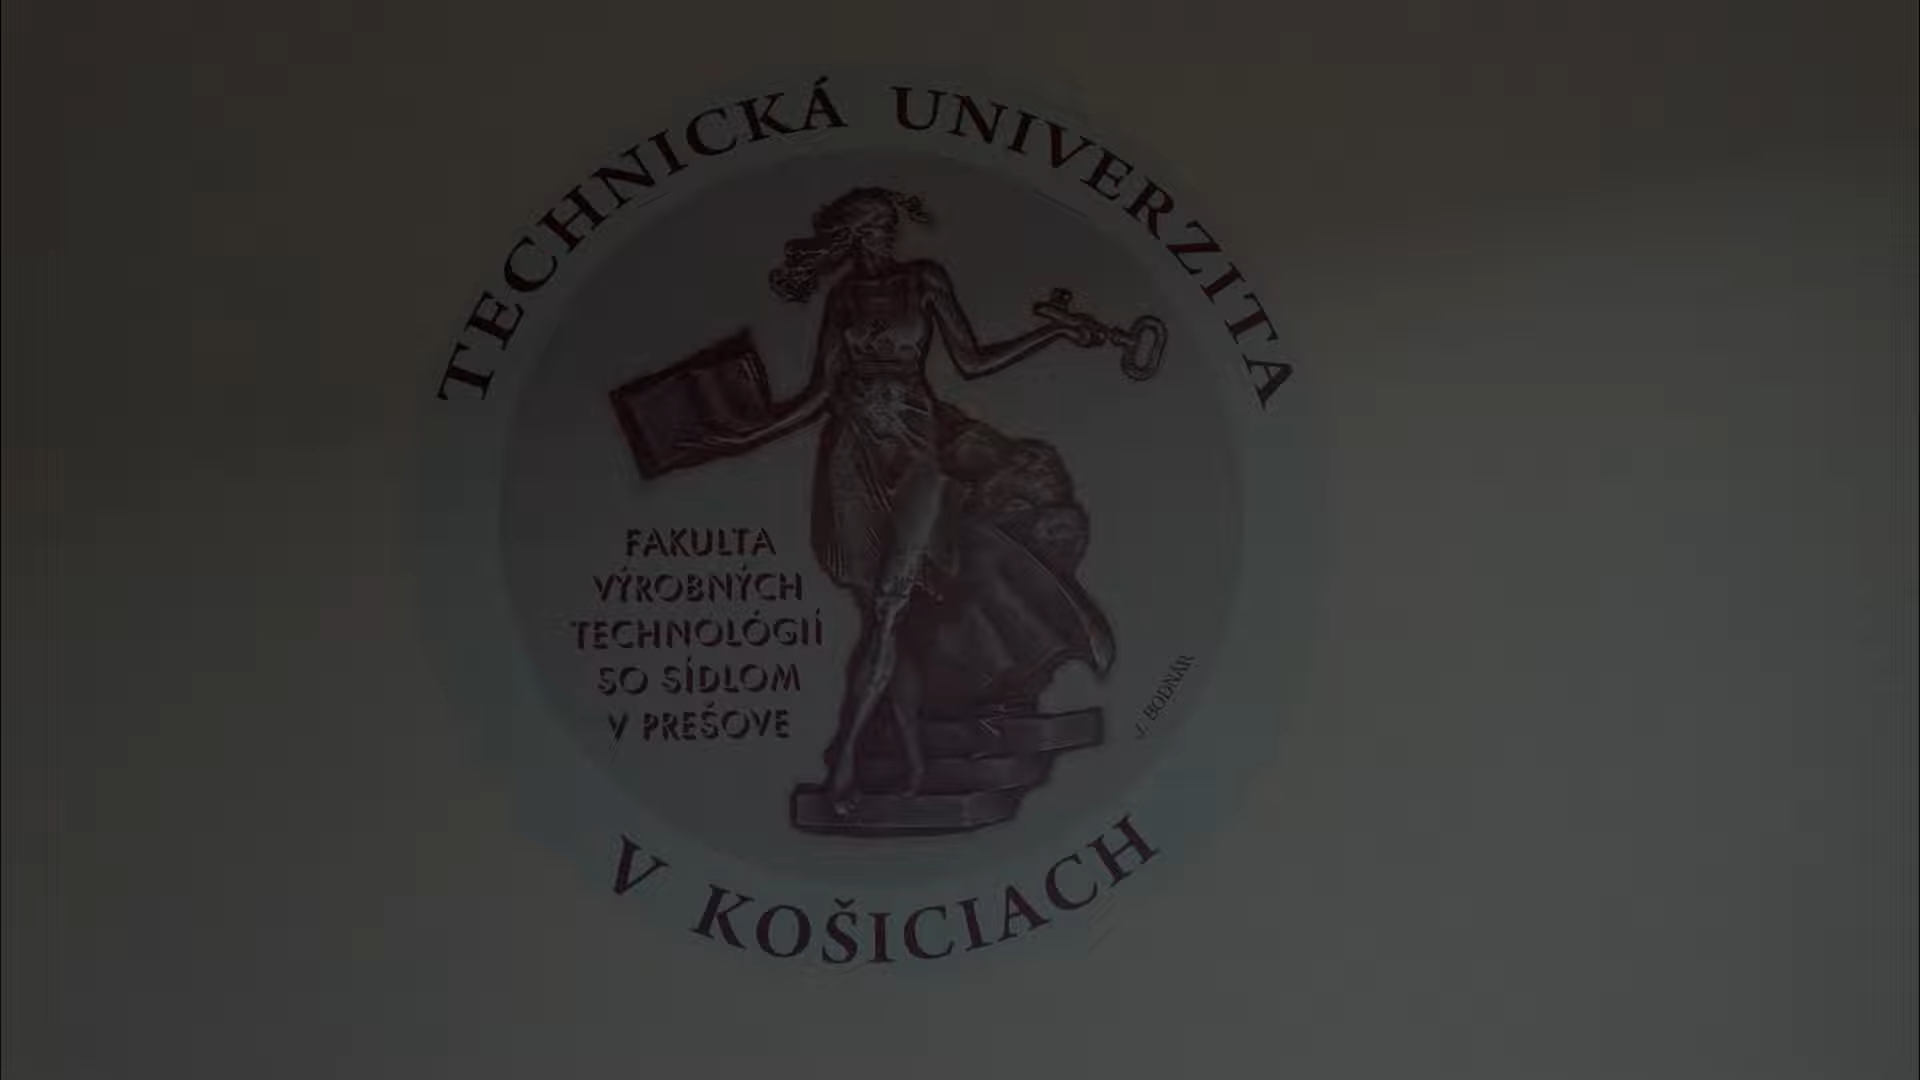 TECHNICKÁ UNIVERZITA
FAKULTA
VÝROBNÝCH
TECHNOLÓGIÍ
SO SÍDLOM
V PREŠOVE
J. BODNÁR
V KOŠICIACH